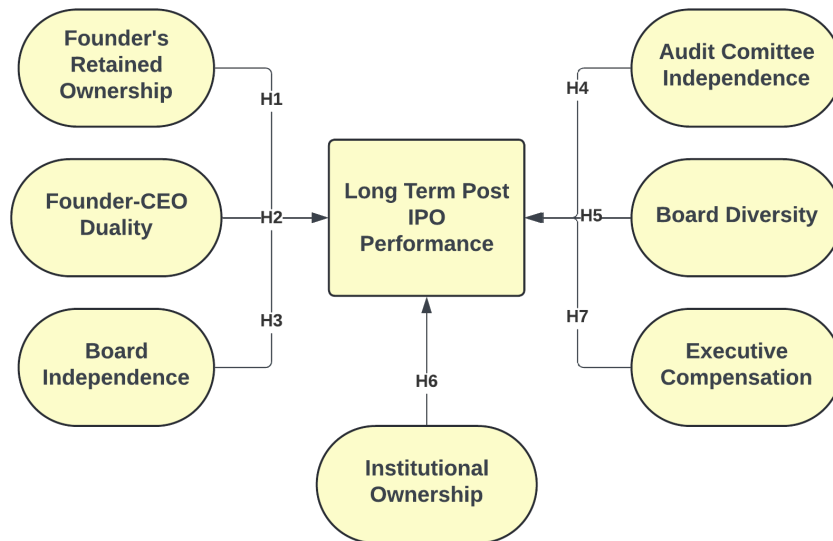 Founder's
Retained
Ownership
H1
Founder-CEO
Duality
H2
Board
Independence
H3
Long Term Post
IPO
Performance
Audit Comittee
Independence
H4
Board Diversity
H5
Executive
Compensation
H7
H6
Institutional
Ownership